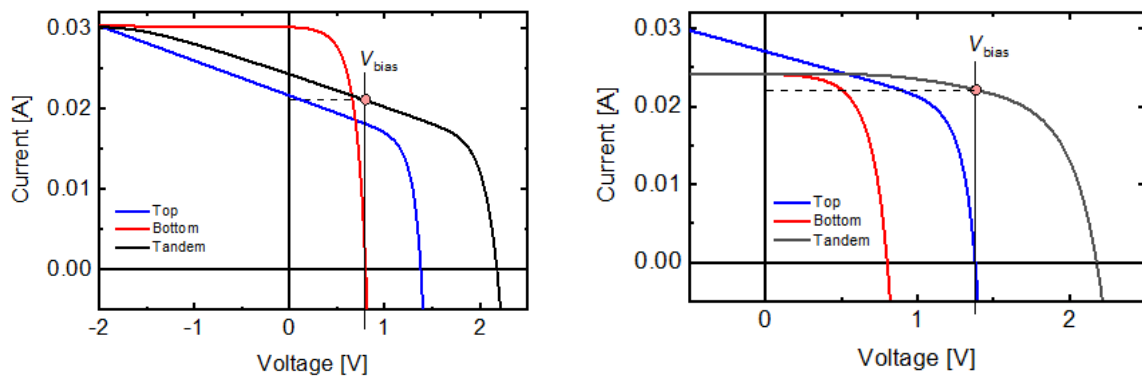 0.03
0.02
0.01
0.00
Current [A]
V bias
Top
Bottom
Tandem
-2
-1
0
1
2
Voltage [V]
0.03
0.02
0.01
0.00
Current [A]
V bias
Top
Bottom
Tandem
0
1
2
Voltage [V]